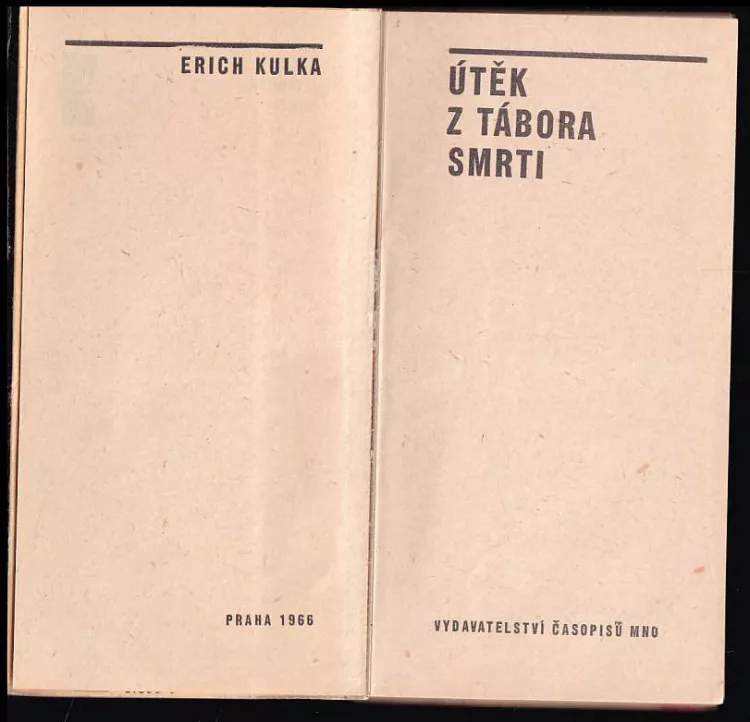 ERICH KULKA
PRAHA 1966
ÚTĚK
Z TÁBORA
SMRTI
VYDAVATELSTVÍ ČASOPISŮ MNO